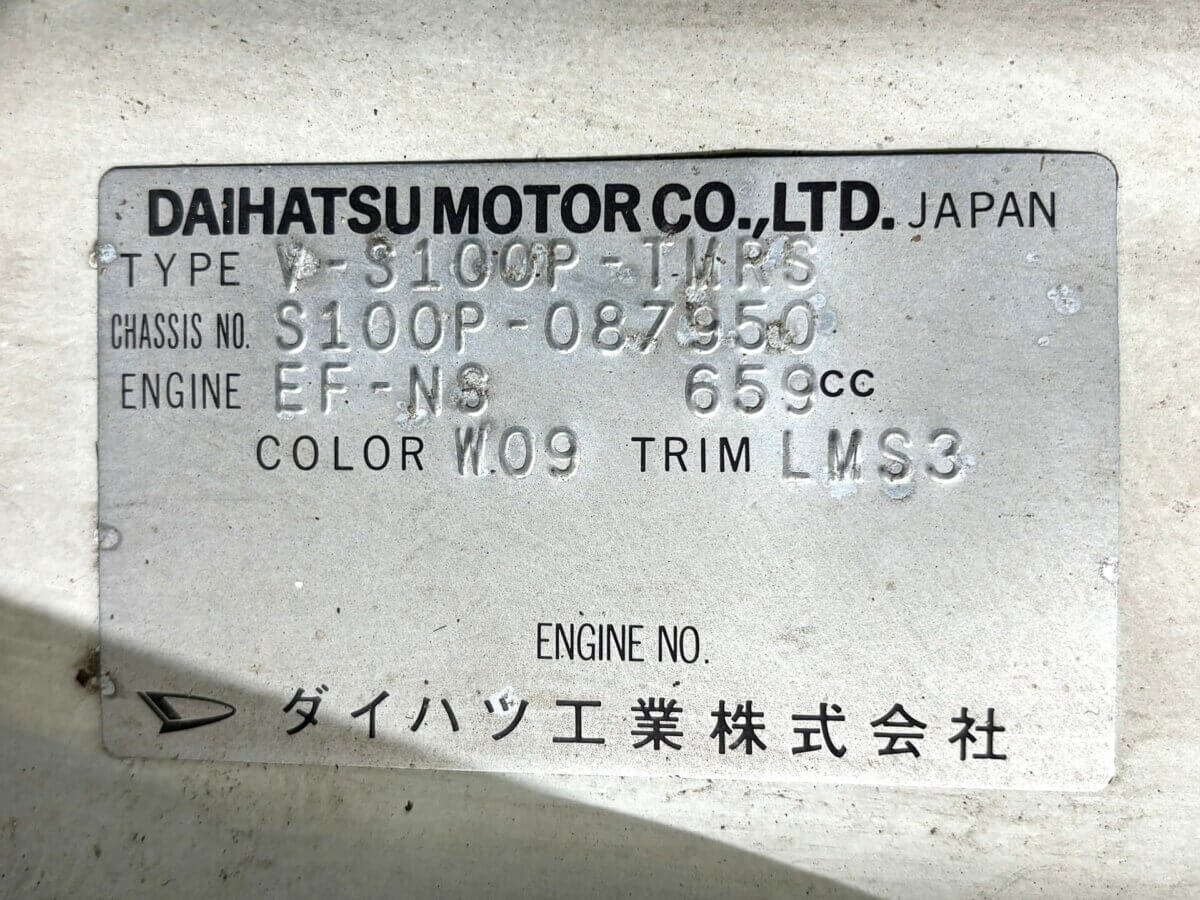 DAIHATSU MOTOR CO.,LTD. JAPAN
TYPE V-S100P-TMRS
CHASSIS NO. S100P-087950
ENGINE EF-NS 659CC
COLOR W09 TRIM LMS3
ENGINE NO.
ダイハツ工業株式会社